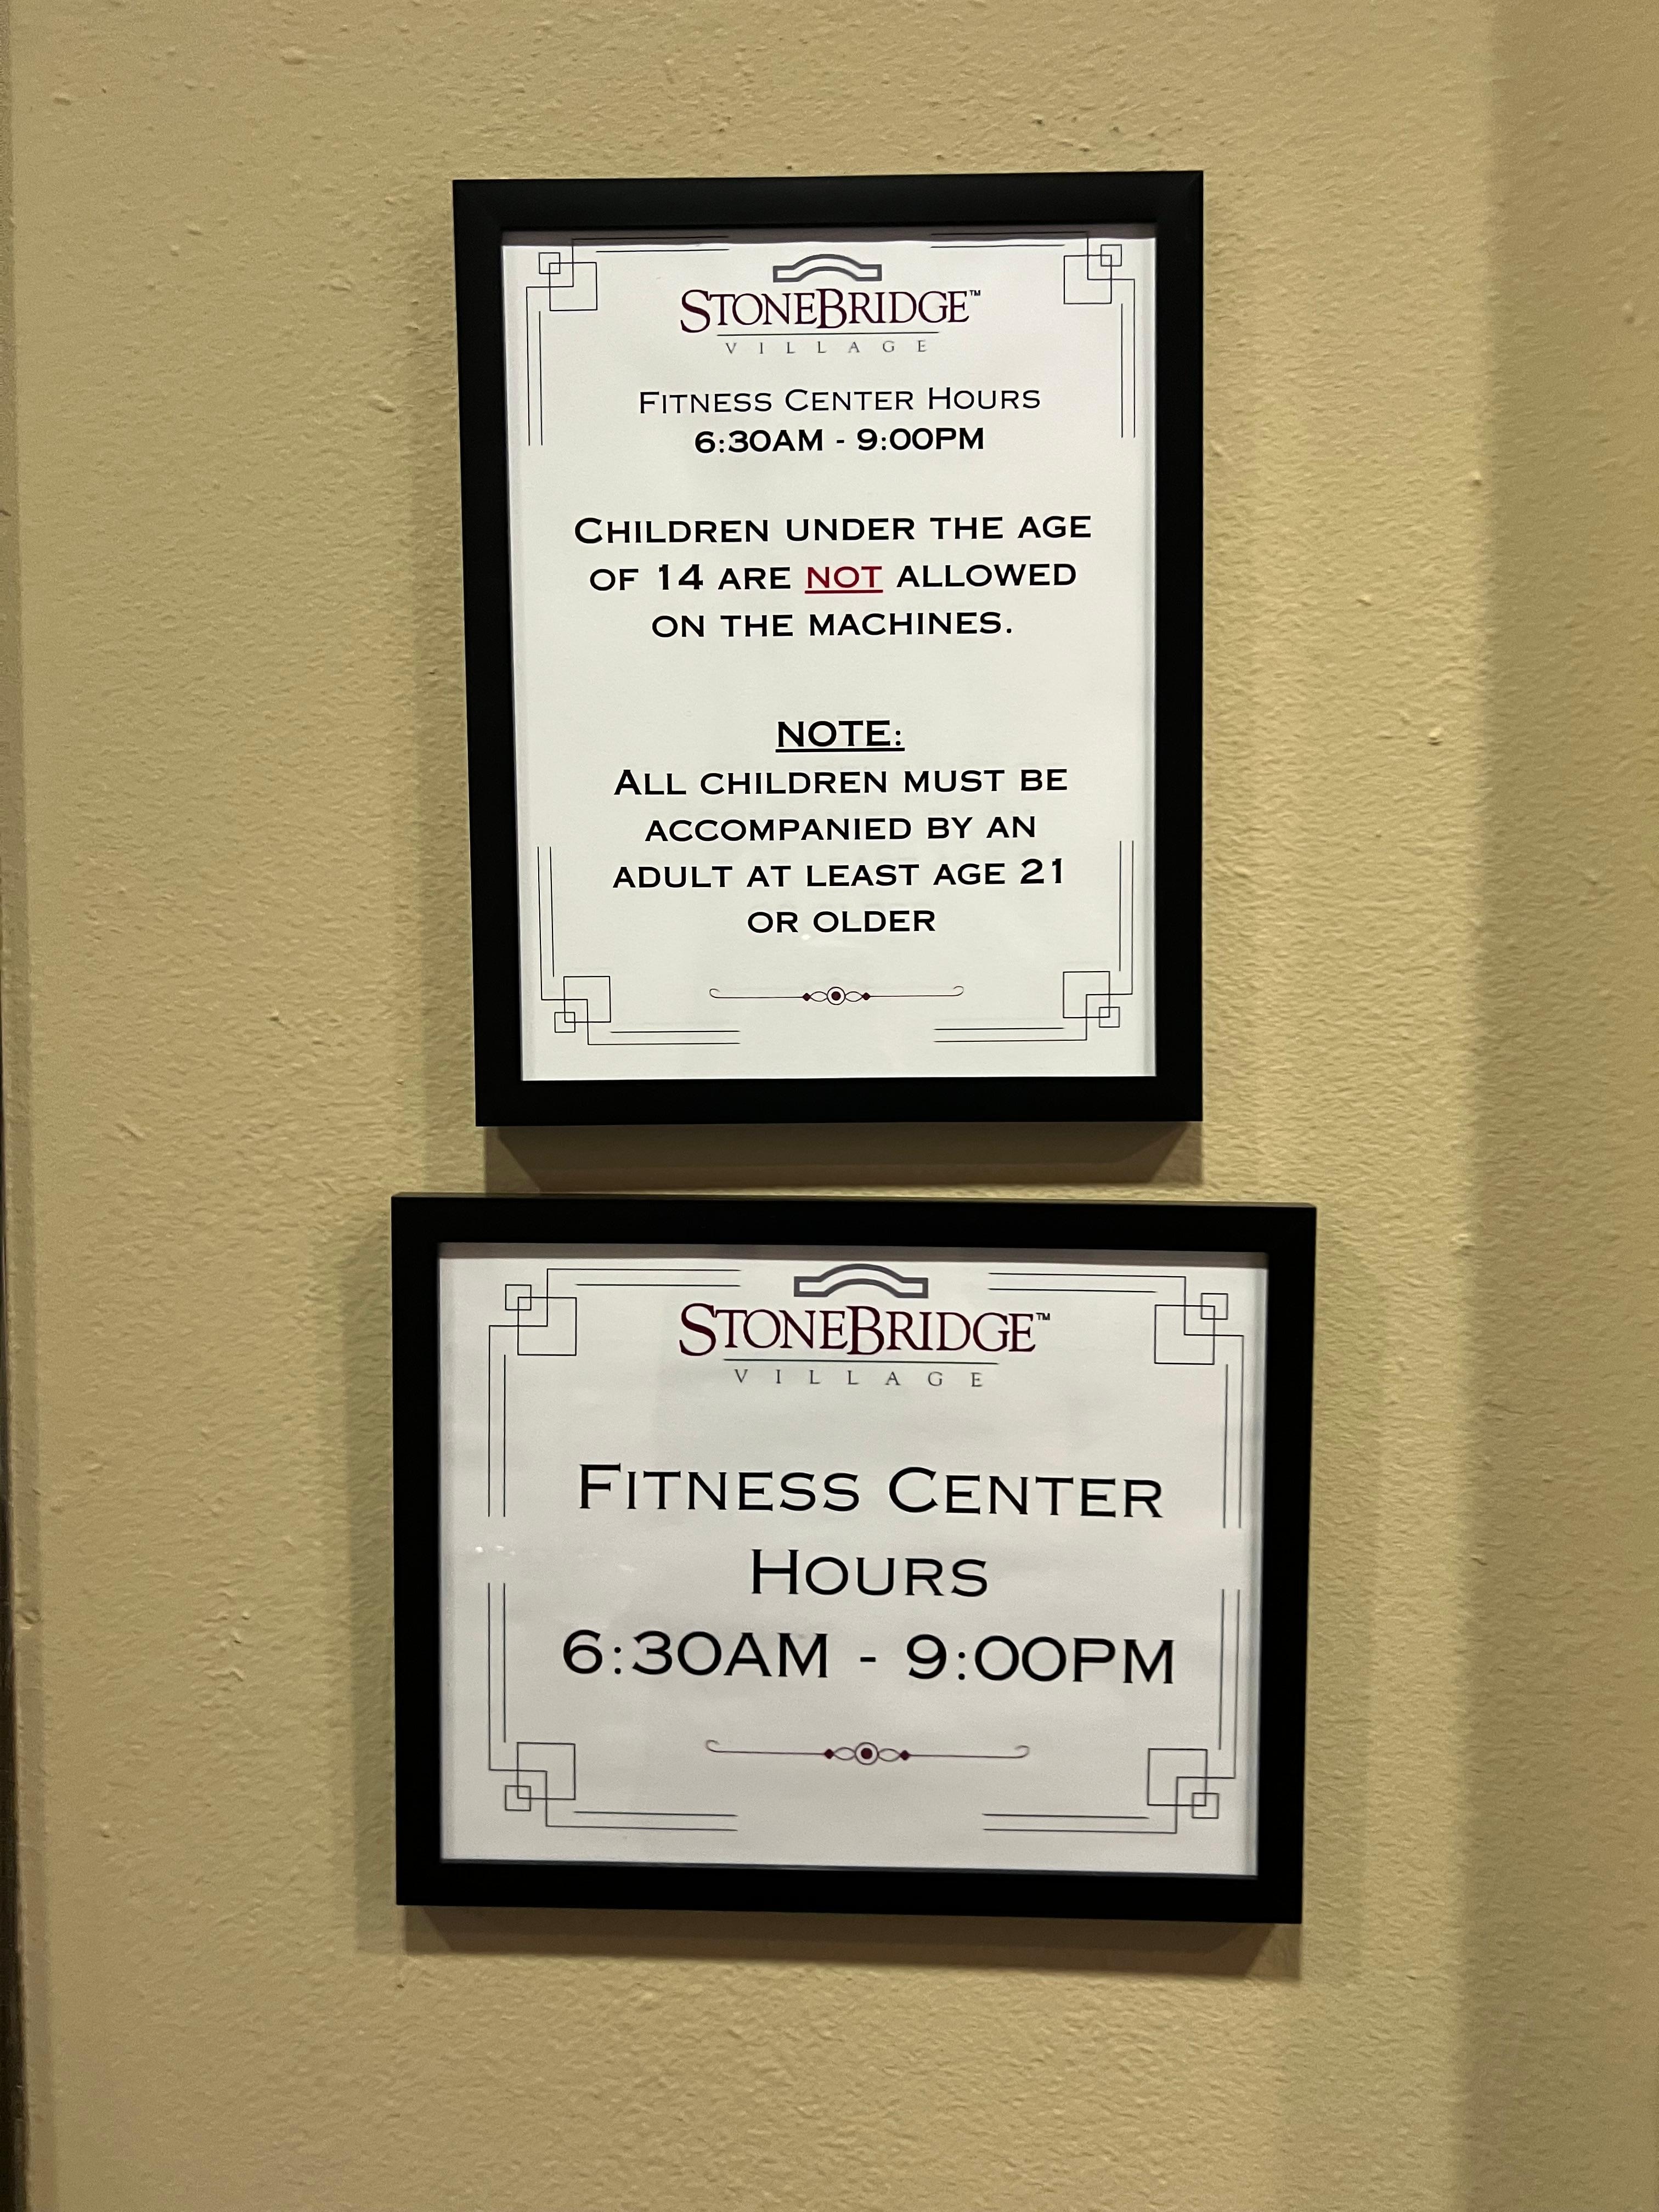 STONEBRIDGE™
VILLAGE
FITNESS CENTER HOURS
6:30AM - 9:00PM
CHILDREN UNDER THE AGE
OF 14 ARE NOT ALLOWED
ON THE MACHINES.
NOTE:
ALL CHILDREN MUST BE
ACCOMPANIED BY AN
ADULT AT LEAST AGE 21
OR OLDER
STONEBRIDGE™
VILLAGE
FITNESS CENTER
HOURS
6:30AM - 9:00PM